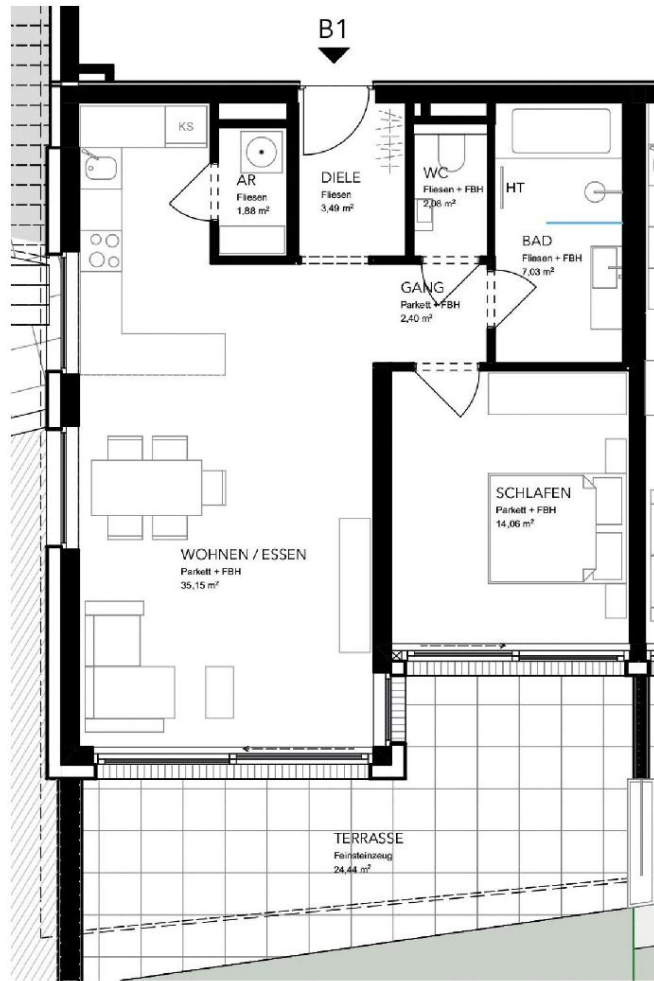 B1
KS
AR
Fliesen
1,88 m²
DIELE
Fliesen
3,49 m²
WC
Fliesen + FBH
2,06 m²
HT
BAD
Fliesen + FBH
7,03 m²
GANG
Parkett + FBH
2,40 m²
SCHLAFEN
Parkett + FBH
14,06 m²
WOHNEN / ESSEN
Parkett + FBH
35,15 m²
TERRASSE
Feinsteinzeug
24,44 m²